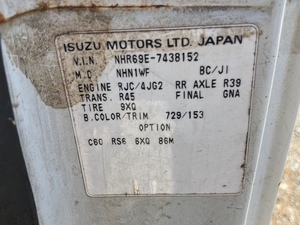 ISUZU MOTORS LTD. JAPAN
V.I.N. NHR69E-7438152
M.C NHN1WF BC/JI
ENGINE RJC/4JG2 RR AXLE R39
TRANS. R45 FINAL GNA
TIRE 9XQ
B.COLOR/TRIM 729/153
OPTION
C60 RS6 6XQ 86M